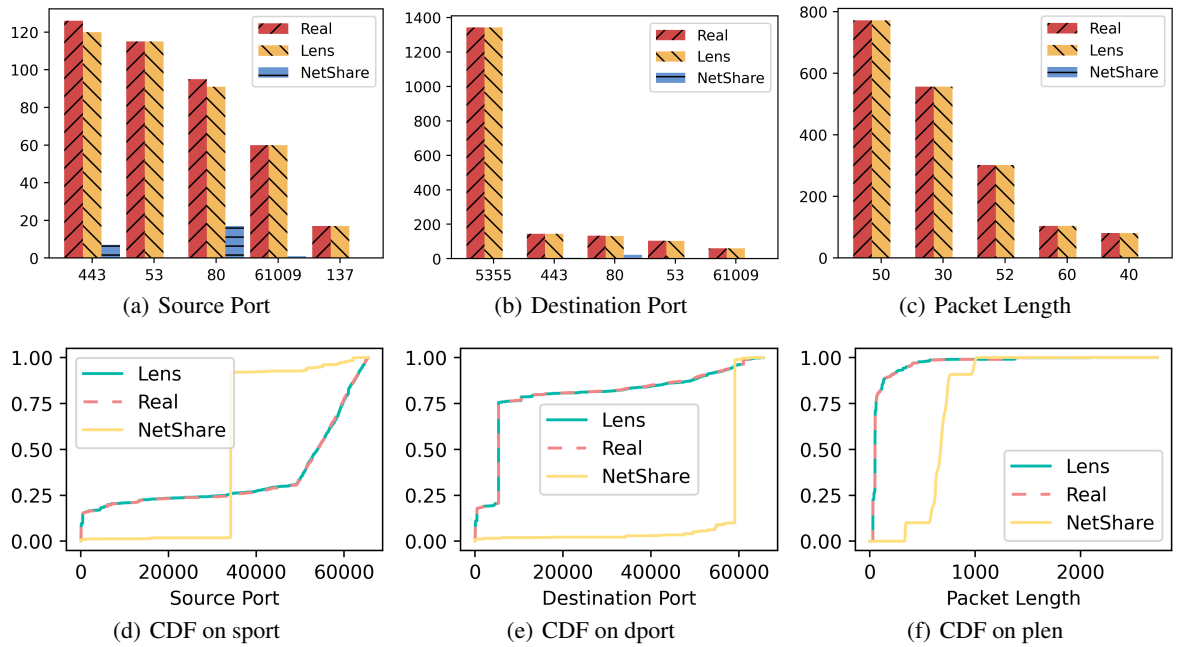 Real
Lens
NetShare
120
100
80
60
40
20
0
443 53 80 61009 137
(a) Source Port
Real
Lens
NetShare
1400
1200
1000
800
600
400
200
0
5355 443 80 53 61009
(b) Destination Port
Real
Lens
NetShare
800
600
400
200
0
50 30 52 60 40
(c) Packet Length
Lens
Real
NetShare
1.00
0.75
0.50
0.25
0.00
0 20000 40000 60000
Source Port
(d) CDF on sport
Lens
Real
NetShare
1.00
0.75
0.50
0.25
0.00
0 20000 40000 60000
Destination Port
(e) CDF on dport
Lens
Real
NetShare
1.00
0.75
0.50
0.25
0.00
0 1000 2000
Packet Length
(f) CDF on plen